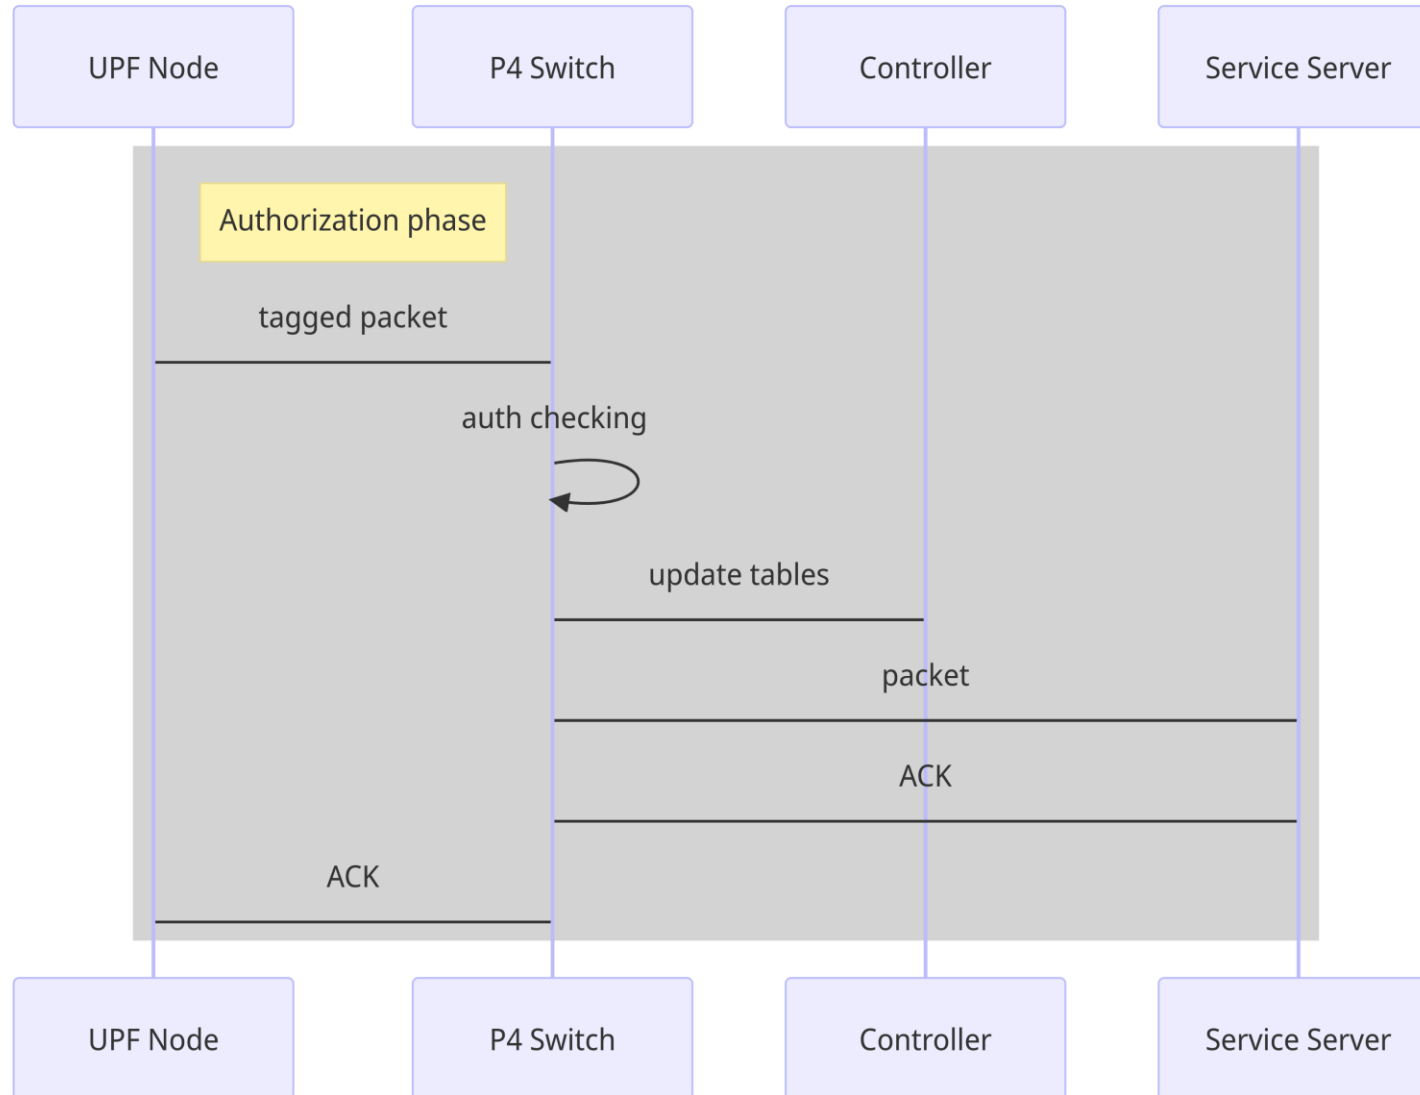 UPF Node
P4 Switch
Controller
Service Server
Authorization phase
tagged packet
auth checking
update tables
packet
ACK
ACK
UPF Node
P4 Switch
Controller
Service Server